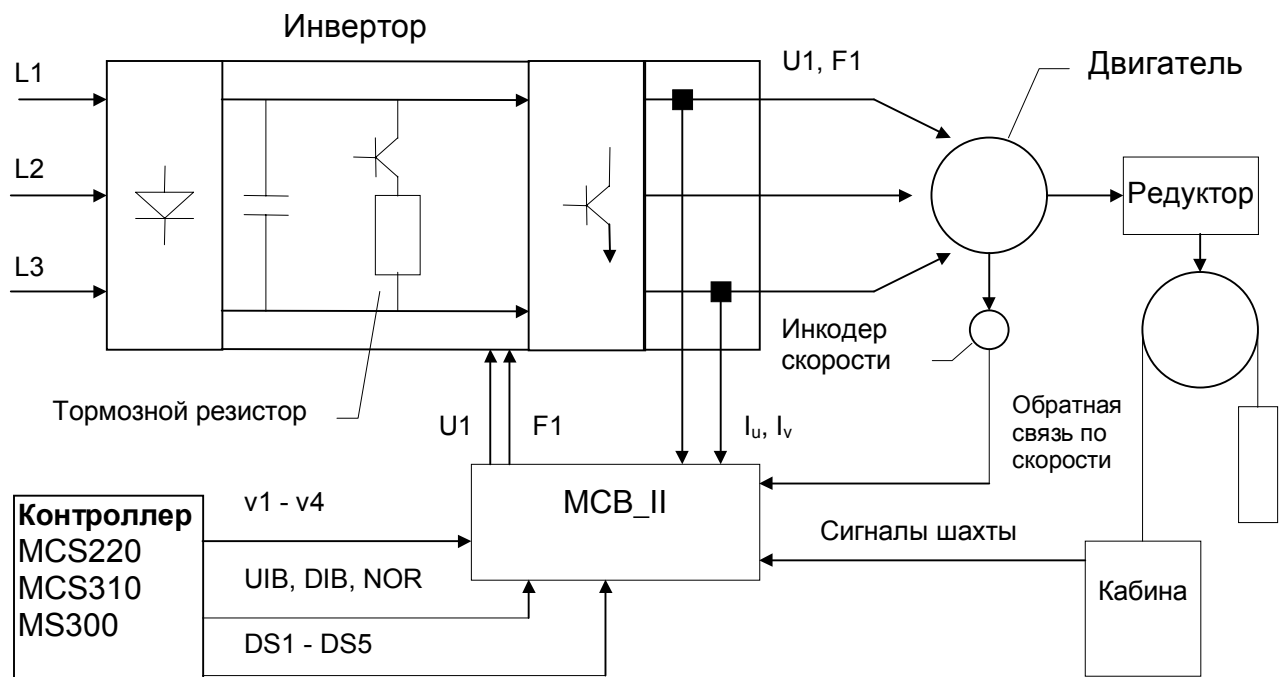 Инвертор
L1
L2
L3
U1, F1
Двигатель
Редуктор
Инкодер
скорости
Тормозной резистор
U1
F1
Iu, Iv
Обратная
связь по
скорости
Контроллер
MCS220
MCS310
MS300
v1 - v4
UIB, DIB, NOR
DS1 - DS5
MCB_II
Сигналы шахты
Кабина